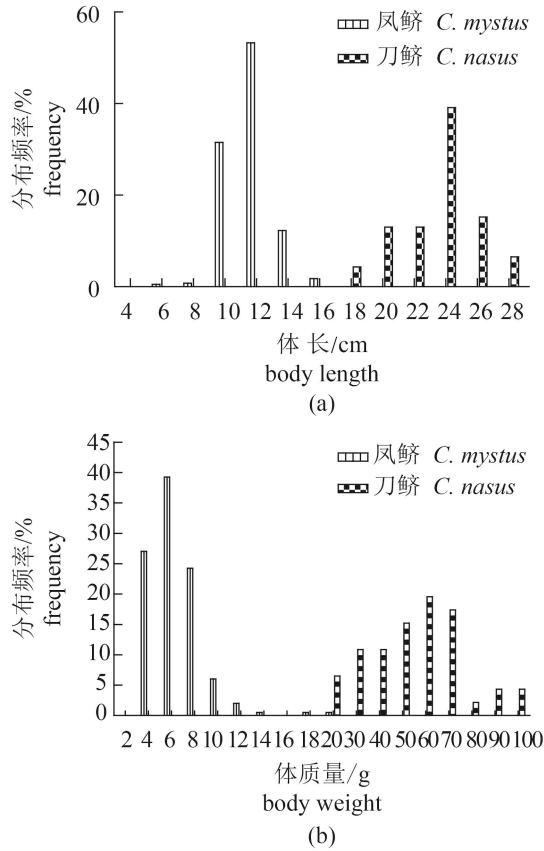 60
40
20
0
分布频率/%
frequency
凤鲚 C. mystus
刀鲚 C. nasus
4 6 8 10 12 14 16 18 20 22 24 26 28
体 长/cm
body length
(a)
45
40
35
30
25
20
15
10
5
0
分布频率/%
frequency
凤鲚 C. mystus
刀鲚 C. nasus
2 4 6 8 10 12 14 16 18 20 30 40 50 60 70 80 90 100
体质量/g
body weight
(b)